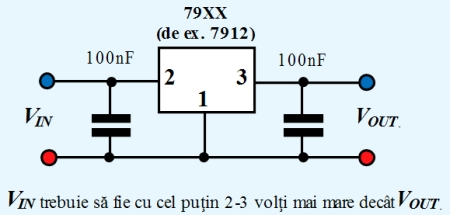 79XX
(de ex. 7912)
100nF
100nF
2
3
1
VIN
VOUT.
VIN trebuie să fie cu cel puţin 2-3 volţi mai mare decât VOUT.